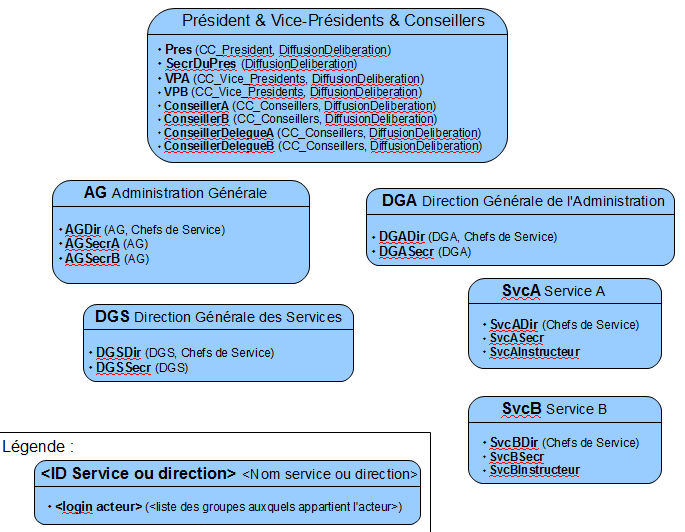 Président & Vice-Présidents & Conseillers
• Pres (CC_President, DiffusionDeliberation)
• SecrDuPres (DiffusionDeliberation)
• VPA (CC_Vice_Presidents, DiffusionDeliberation)
• VPB (CC_Vice_Presidents, DiffusionDeliberation)
• ConseillerA (CC_Conseillers, DiffusionDeliberation)
• ConseillerB (CC_Conseillers, DiffusionDeliberation)
• ConseillerDelegueA (CC_Conseillers, DiffusionDeliberation)
• ConseillerDelegueB (CC_Conseillers, DiffusionDeliberation)
AG Administration Générale
• AGDir (AG, Chefs de Service)
• AGSecrA (AG)
• AGSecrB (AG)
DGA Direction Générale de l'Administration
• DGADir (DGA, Chefs de Service)
• DGASecr (DGA)
SvcA Service A
• SvcADir (Chefs de Service)
• SvcASecr
• SvcAInstructeur
DGS Direction Générale des Services
• DGSDir (DGS, Chefs de Service)
• DGSSecr (DGS)
SvcB Service B
• SvcBDir (Chefs de Service)
• SvcBSecr
• SvcBInstructeur
Légende :
<ID Service ou direction> <Nom service ou direction>
• <login acteur> (<liste des groupes auxquels appartient l'acteur>)